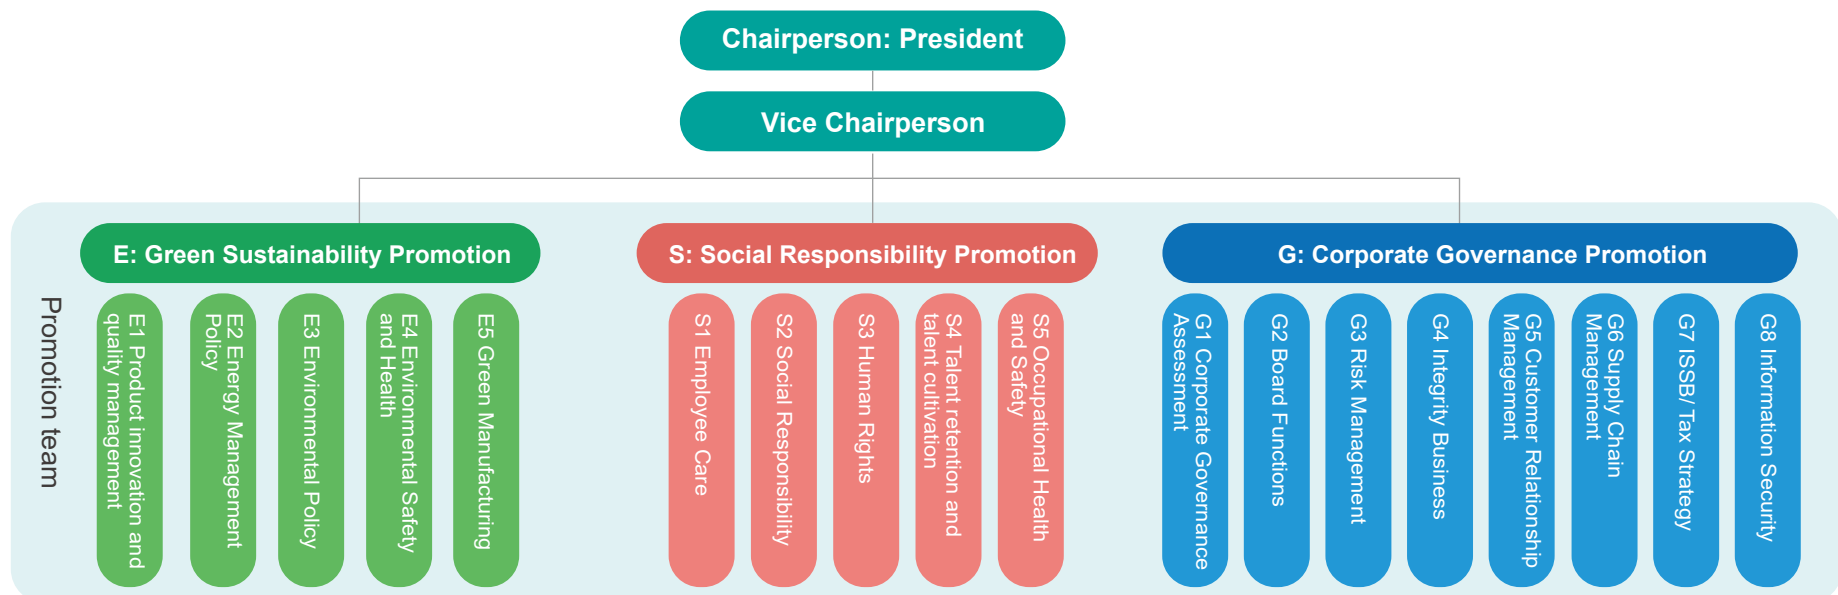 Chairperson: President
Vice Chairperson
E: Green Sustainability Promotion
S: Social Responsibility Promotion
G: Corporate Governance Promotion
Promotion team
E1 Product innovation and
quality management
E2 Energy Management
Policy
E3 Environmental Policy
E4 Environmental Safety
and Health
E5 Green Manufacturing
S1 Employee Care
S2 Social Responsibility
S3 Human Rights
S4 Talent retention and
talent cultivation
S5 Occupational Health
and Safety
G1 Corporate Governance
Assessment
G2 Board Functions
G3 Risk Management
G4 Integrity Business
G5 Customer Relationship
Management
G6 Supply Chain
Management
G7 ISSB/ Tax Strategy
G8 Information Security